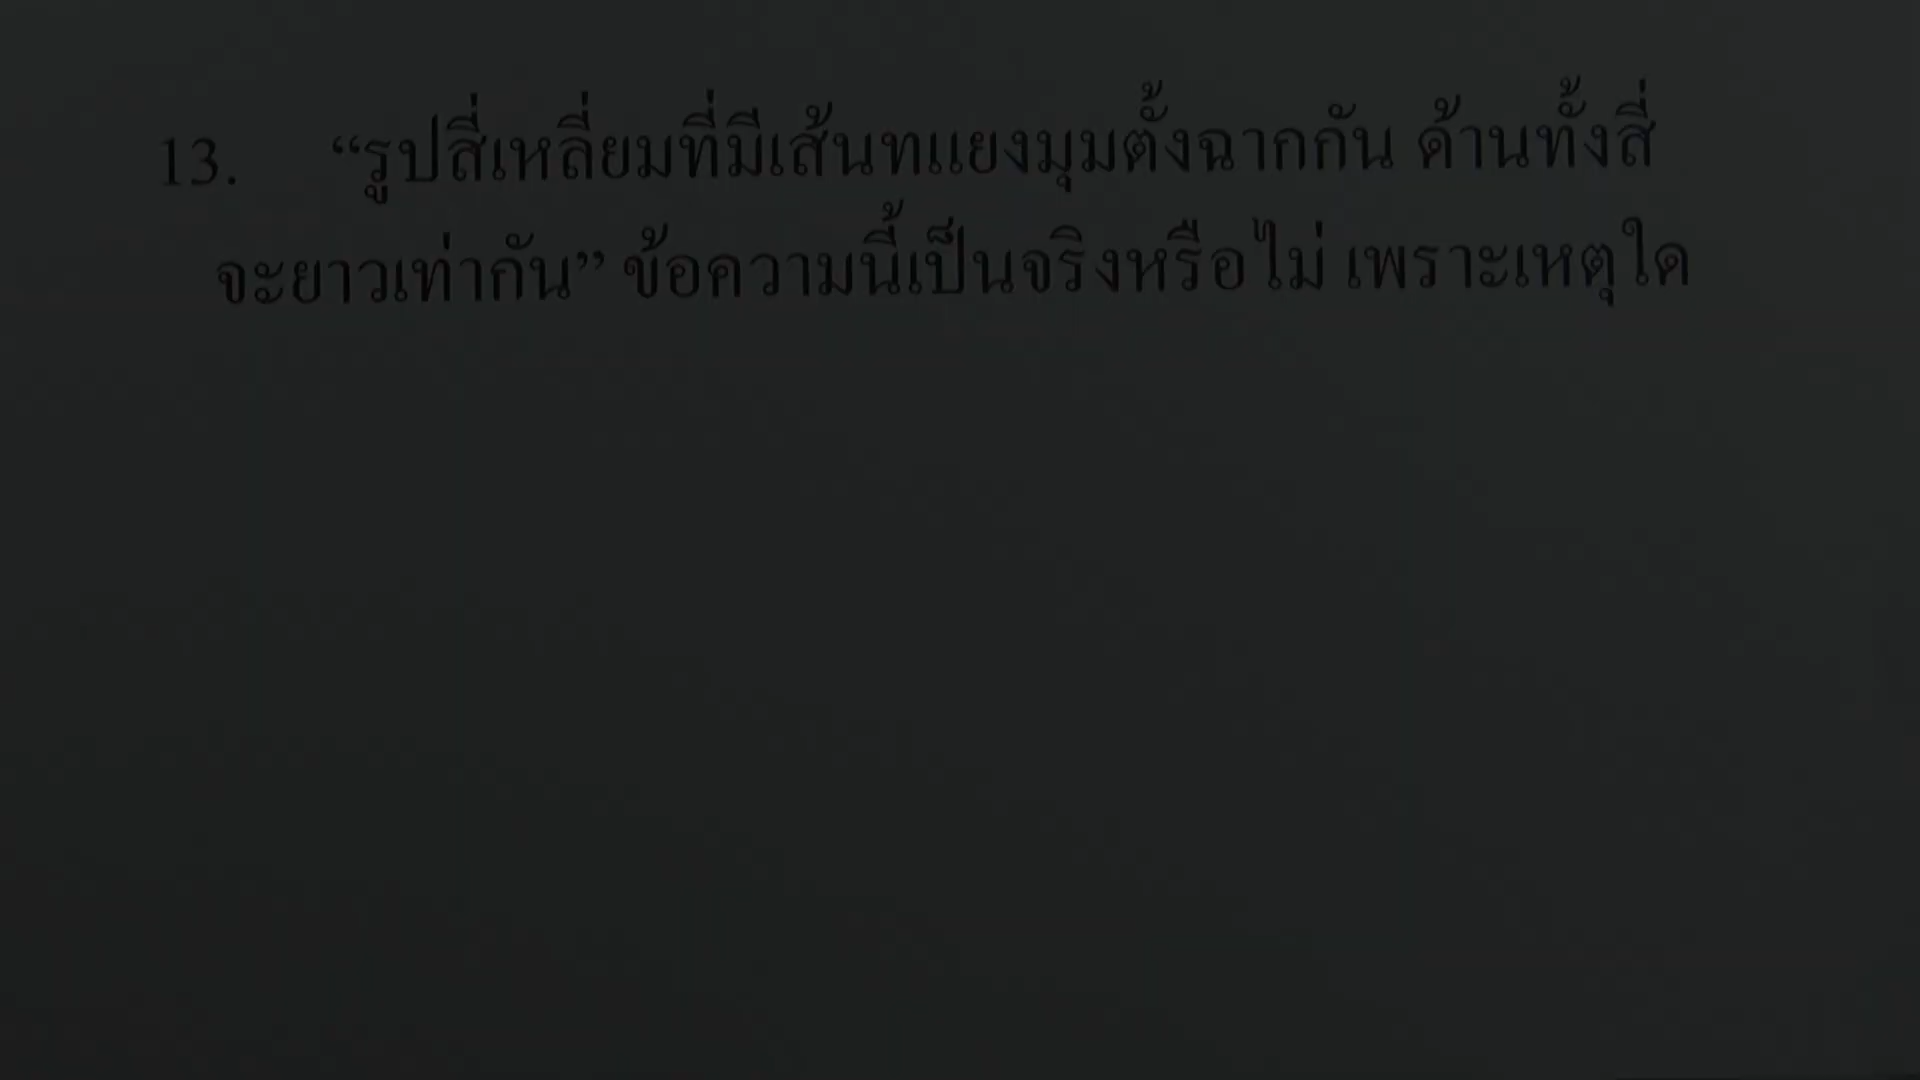 13. “รูปสี่เหลี่ยมที่มีเส้นทแยงมุมตั้งฉากกัน ด้านทั้งสี่
จะยาวเท่ากัน” ข้อความนี้เป็นจริงหรือไม่ เพราะเหตุใด